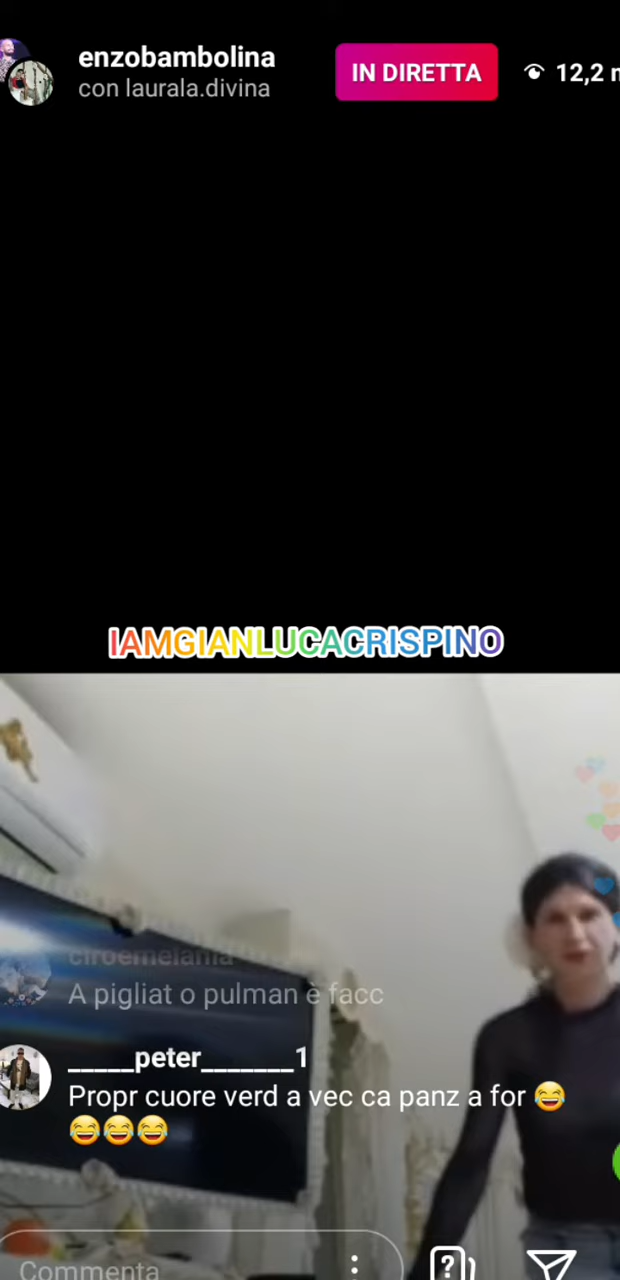 enzobambolina
con laurala.divina
IN DIRETTA
12,2 m
IAMGIANLUCACRISPINO
ciroemelania
A pigliat o pulman è facc
_____peter_______1
Propr cuore verd a vec ca panz a for 😂
😂😂😂
Commenta